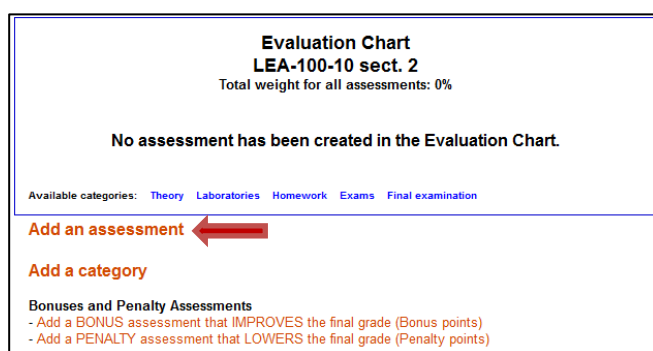 Evaluation Chart
LEA-100-10 sect. 2
Total weight for all assessments: 0%
No assessment has been created in the Evaluation Chart.
Available categories: Theory Laboratories Homework Exams Final examination
Add an assessment
Add a category
Bonuses and Penalty Assessments
- Add a BONUS assessment that IMPROVES the final grade (Bonus points)
- Add a PENALTY assessment that LOWERS the final grade (Penalty points)